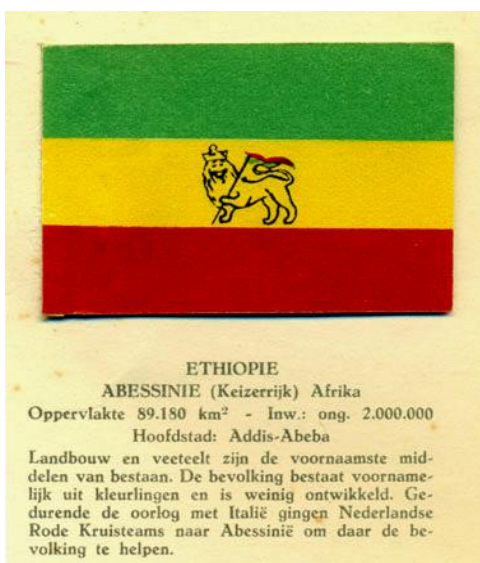 ETHIOPIE
ABESSINIE (Keizerrijk) Afrika
Oppervlakte 89.180 km² - Inw.: ong. 2.000.000
Hoofdstad: Addis-Abeba
Landbouw en veeteelt zijn de voornaamste mid-
delen van bestaan. De bevolking bestaat voorname-
lijk uit kleurlingen en is weinig ontwikkeld. Ge-
durende de oorlog met Italië gingen Nederlandse
Rode Kruisteams naar Abessinië om daar de be-
volking te helpen.